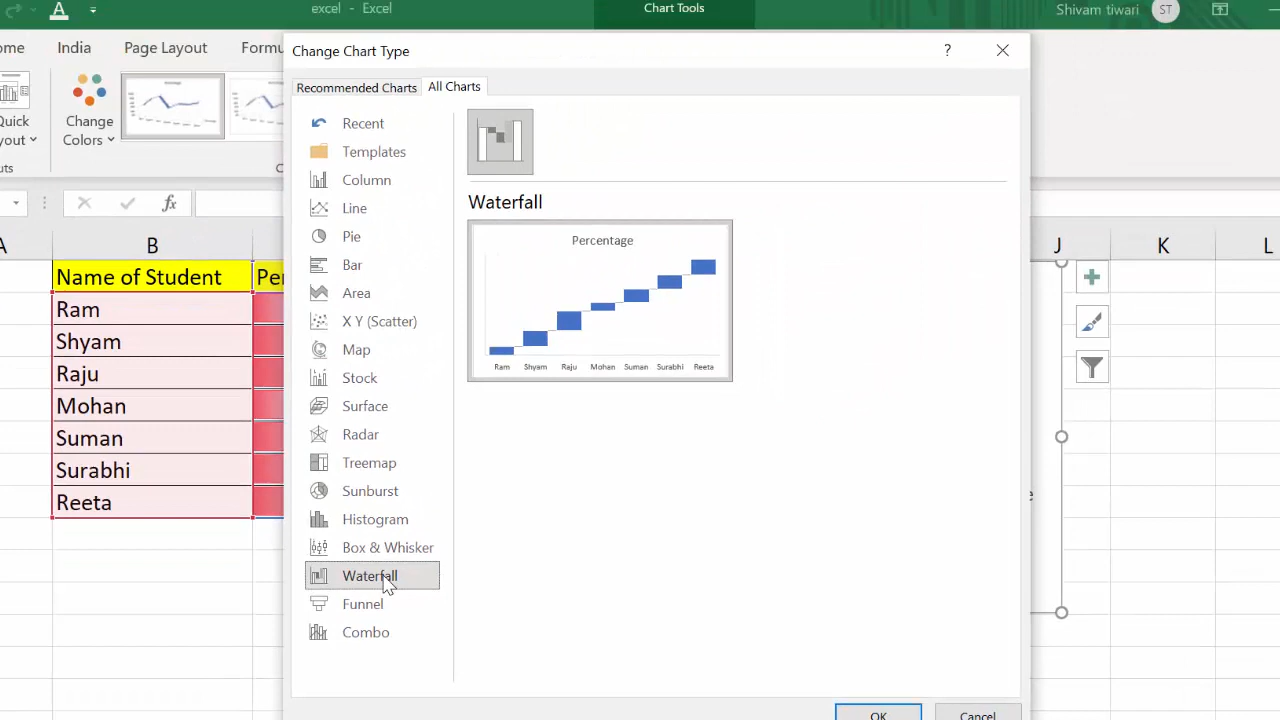 excel - Excel
Chart Tools
Shivam tiwari
ST
A
ome
India
Page Layout
Formu
Quick
yout
Change
Colors
uts
C
fx
Change Chart Type
?
Recommended Charts
All Charts
Recent
Templates
Column
Line
Pie
Bar
Area
X Y (Scatter)
Map
Stock
Surface
Radar
Treemap
Sunburst
Histogram
Box & Whisker
Waterfall
Funnel
Combo
Waterfall
Percentage
Ram Shyam Raju Mohan Suman Surabhi Reeta
OK
Cancel
A B J K L
Name of Student Per
Ram
Shyam
Raju
Mohan
Suman
Surabhi
Reeta
e